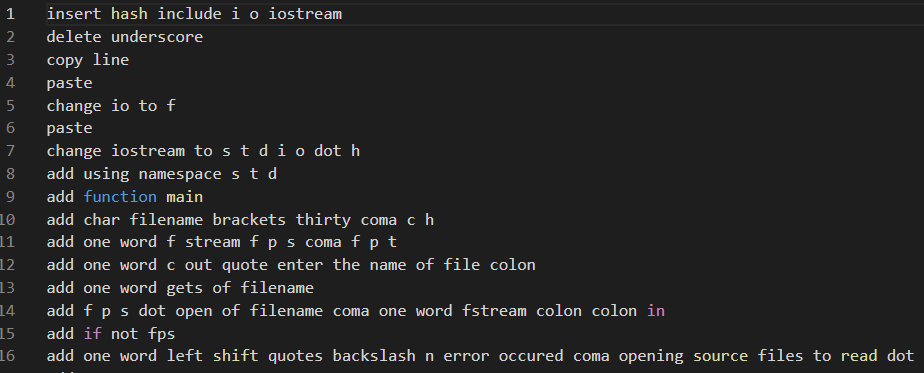 1 insert hash include i o iostream
2 delete underscore
3 copy line
4 paste
5 change io to f
6 paste
7 change iostream to s t d i o dot h
8 add using namespace s t d
9 add function main
10 add char filename brackets thirty coma c h
11 add one word f stream f p s coma f p t
12 add one word c out quote enter the name of file colon
13 add one word gets of filename
14 add f p s dot open of filename coma one word fstream colon colon in
15 add if not fps
16 add one word left shift quotes backslash n error occured coma opening source files to read dot